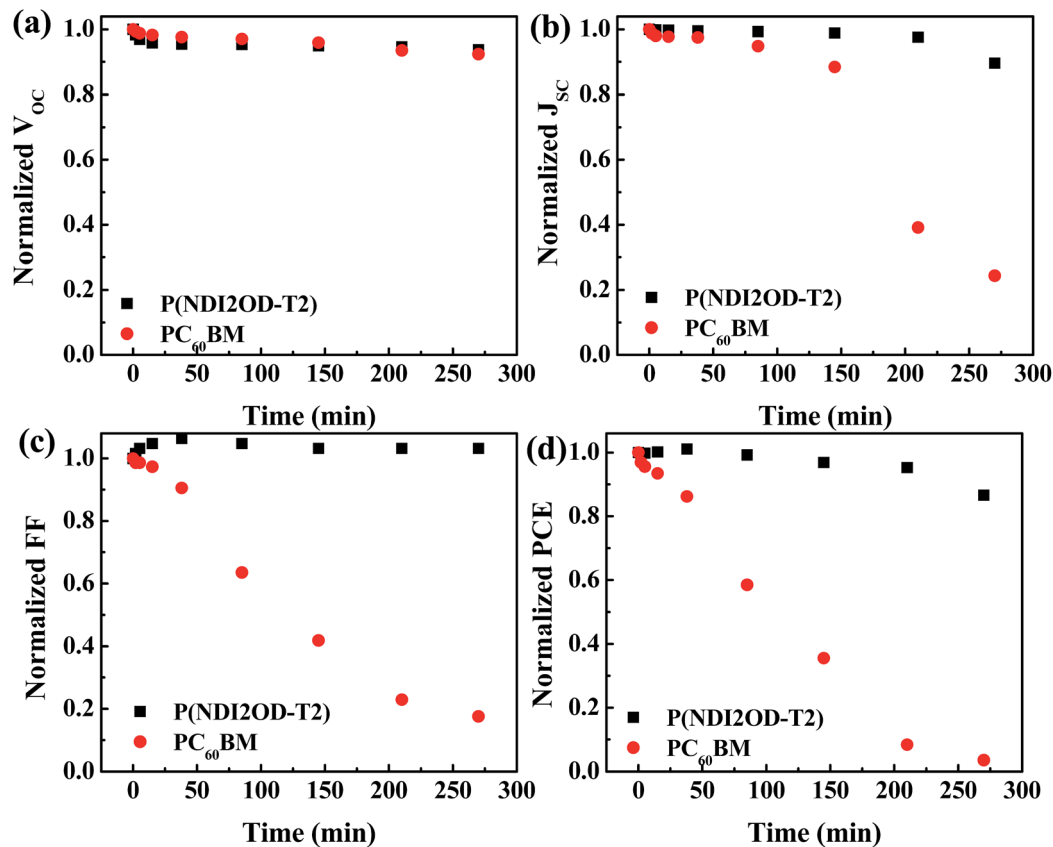 (a)
1.0
0.8
0.6
0.4
0.2
0.0
Normalized V_OC
P(NDI2OD-T2)
PC₆₀BM
0 50 100 150 200 250 300
Time (min)
(b)
1.0
0.8
0.6
0.4
0.2
0.0
Normalized J_SC
P(NDI2OD-T2)
PC₆₀BM
0 50 100 150 200 250 300
Time (min)
(c)
1.0
0.8
0.6
0.4
0.2
0.0
Normalized FF
P(NDI2OD-T2)
PC₆₀BM
0 50 100 150 200 250 300
Time (min)
(d)
1.0
0.8
0.6
0.4
0.2
0.0
Normalized PCE
P(NDI2OD-T2)
PC₆₀BM
0 50 100 150 200 250 300
Time (min)